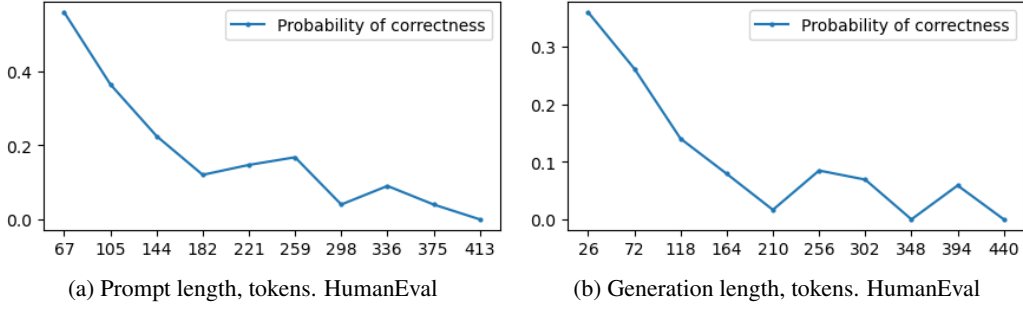 Probability of correctness
0.4
0.2
0.0
67 105 144 182 221 259 298 336 375 413
(a) Prompt length, tokens. HumanEval
Probability of correctness
0.3
0.2
0.1
0.0
26 72 118 164 210 256 302 348 394 440
(b) Generation length, tokens. HumanEval